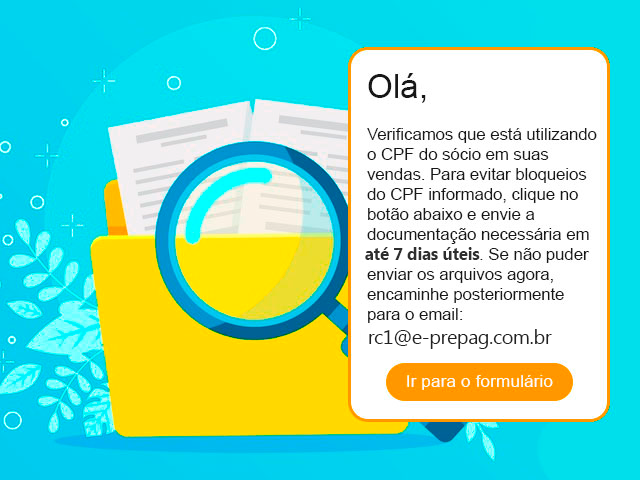 Olá,
Verificamos que está utilizando
o CPF do sócio em suas
vendas. Para evitar bloqueios
do CPF informado, clique no
botão abaixo e envie a
documentação necessária em
até 7 dias úteis. Se não puder
enviar os arquivos agora,
encaminhe posteriormente
para o email:
rc1@e-prepag.com.br
Ir para o formulário